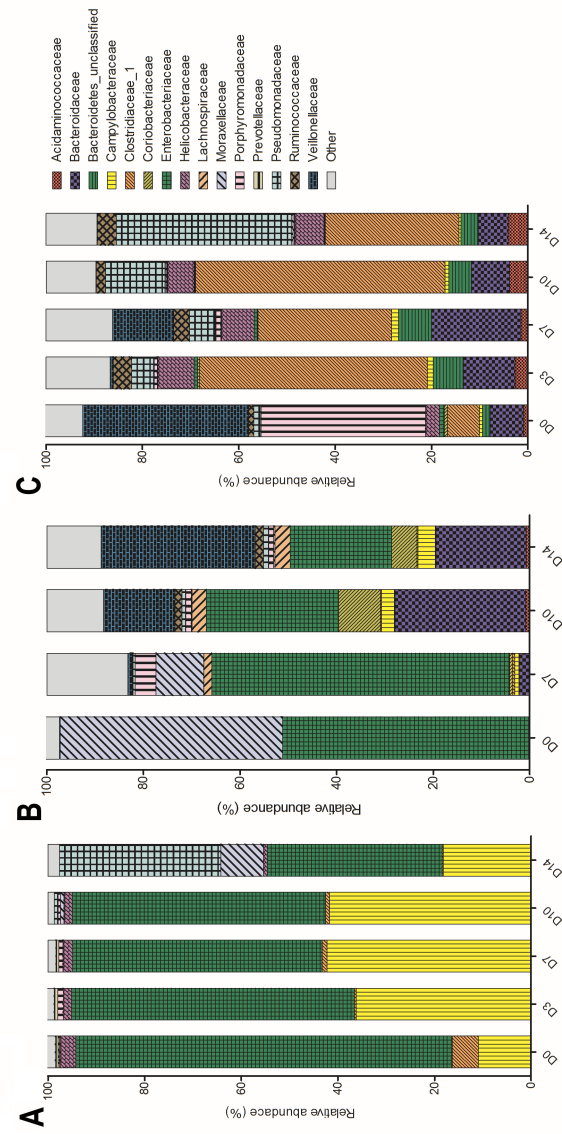 A
Relative abundace (%)
100
80
60
40
20
0
D0
D3
D7
D10
D14
B
Relative abundance (%)
100
80
60
40
20
0
D0
D7
D10
D14
C
Relative abundance (%)
100
80
60
40
20
0
D0
D3
D7
D10
D14
Acidaminococcaceae
Bacteroidaceae
Bacteroidetes_unclassified
Campylobacteraceae
Clostridiaceae_1
Coriobacteriaceae
Enterobacteriaceae
Helicobacteraceae
Lachnospiraceae
Moraxellaceae
Porphyromonadaceae
Prevotellaceae
Pseudomonadaceae
Ruminococcaceae
Veillonellaceae
Other